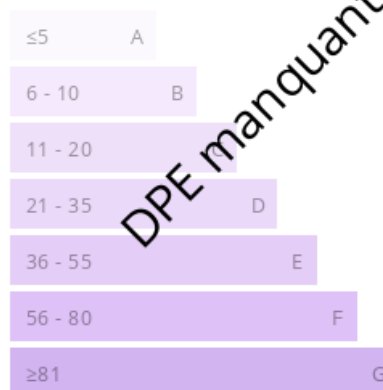 ≤5 A
6 - 10 B
11 - 20 C
21 - 35 D
36 - 55 E
56 - 80 F
≥81 G
DPE manquant